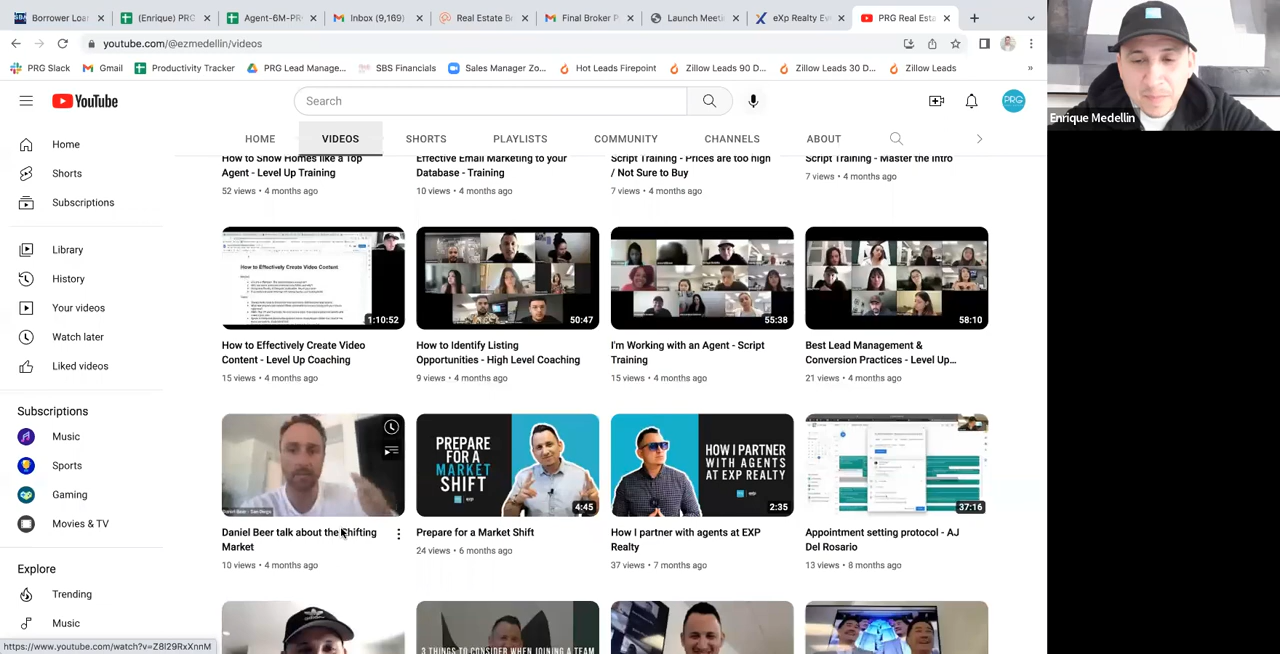 Borrower Loan
(Enrique) PRG
Agent-6M-PR
Inbox (9,169)
Real Estate B
Final Broker P
Launch Meeti
eXp Realty Ev
PRG Real Esta
youtube.com/@ezmedellin/videos
PRG Slack
Gmail
Productivity Tracker
PRG Lead Manage...
SBS Financi
Sales Manager Zo...
Hot Leads Firepoint
Zillow Leads 90 D...
Zillow Leads 30 D...
Zillow Leads
»
YouTube
Search
PRG
HOME
VIDEOS
SHORTS
PLAYLISTS
COMMUNITY
CHANNELS
ABOUT
Home
Shorts
Subscriptions
Library
History
Your videos
Watch later
Liked videos
Subscriptions
Music
Sports
Gaming
Movies & TV
Explore
Trending
Music
https://www.youtube.com/watch?v=Z8I29RxXnnM
How to Show Homes like a Top
Agent - Level Up Training
52 views • 4 months ago
Effective Email Marketing to your
Database - Training
10 views • 4 months ago
Script Training - Prices are too high
/ Not Sure to Buy
7 views • 4 months ago
Script Training - Master the Intro
7 views • 4 months ago
How to Effectively Create Video Content
1:10:52
How to Effectively Create Video
Content - Level Up Coaching
15 views • 4 months ago
50:47
How to Identify Listing
Opportunities - High Level Coaching
9 views • 4 months ago
55:38
I'm Working with an Agent - Script
Training
15 views • 4 months ago
58:10
Best Lead Management &
Conversion Practices - Level Up...
21 views • 4 months ago
Daniel Beer - San Diego
Daniel Beer talk about the Shifting
Market
10 views • 4 months ago
PREPARE
FOR A
MARKET
SHIFT
4:45
Prepare for a Market Shift
24 views • 6 months ago
HOW I PARTNER
WITH AGENTS
AT EXP REALTY
2:35
How I partner with agents at EXP
Realty
37 views • 7 months ago
37:16
Appointment setting protocol - AJ
Del Rosario
13 views • 8 months ago
3 THINGS TO CONSIDER WHEN JOINING A TEAM
Enrique Medellin